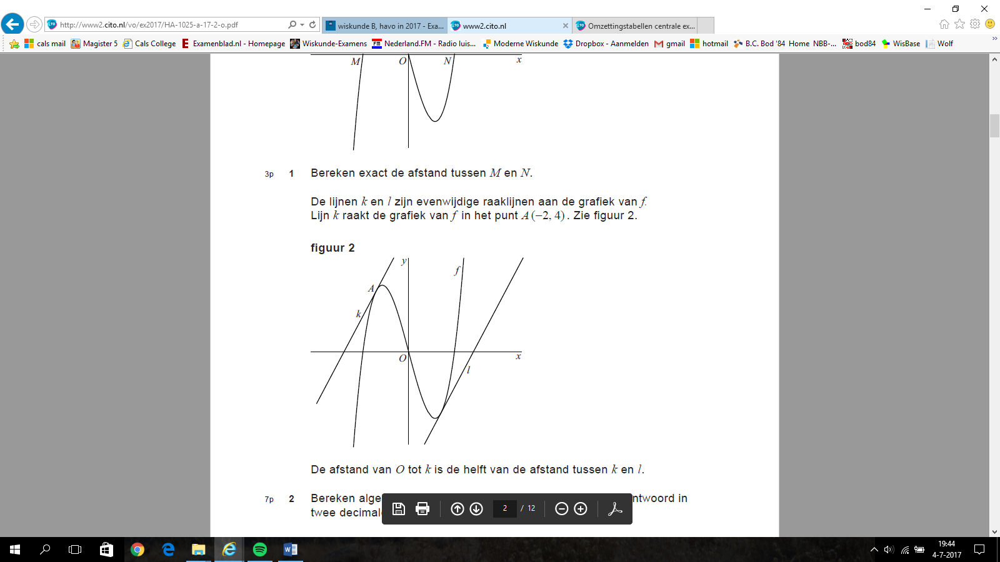 http://www2.cito.nl/vo/ex2017/HA-1025-a-17-2-o.pdf
wiskunde B, havo in 2017 - Exa...
www2.cito.nl
Omzettingstabellen centrale ex...
cals mail
Magister 5
Cals College
Examenblad.nl - Homepage
Wiskunde-Examens
Nederland.FM - Radio luis...
Moderne Wiskunde
Dropbox - Aanmelden
gmail
hotmail
B.C. Bod '84 Home NBB-...
bod84
WisBase
Wolf
M O N x
3p 1 Bereken exact de afstand tussen M en N.
De lijnen k en l zijn evenwijdige raaklijnen aan de grafiek van f.
Lijn k raakt de grafiek van f in het punt A (−2, 4) . Zie figuur 2.
figuur 2
y
f
A
k
O x
l
De afstand van O tot k is de helft van de afstand tussen k en l.
7p 2 Bereken alge ntwoord in
twee decimal
2 / 12
19:44
4-7-2017